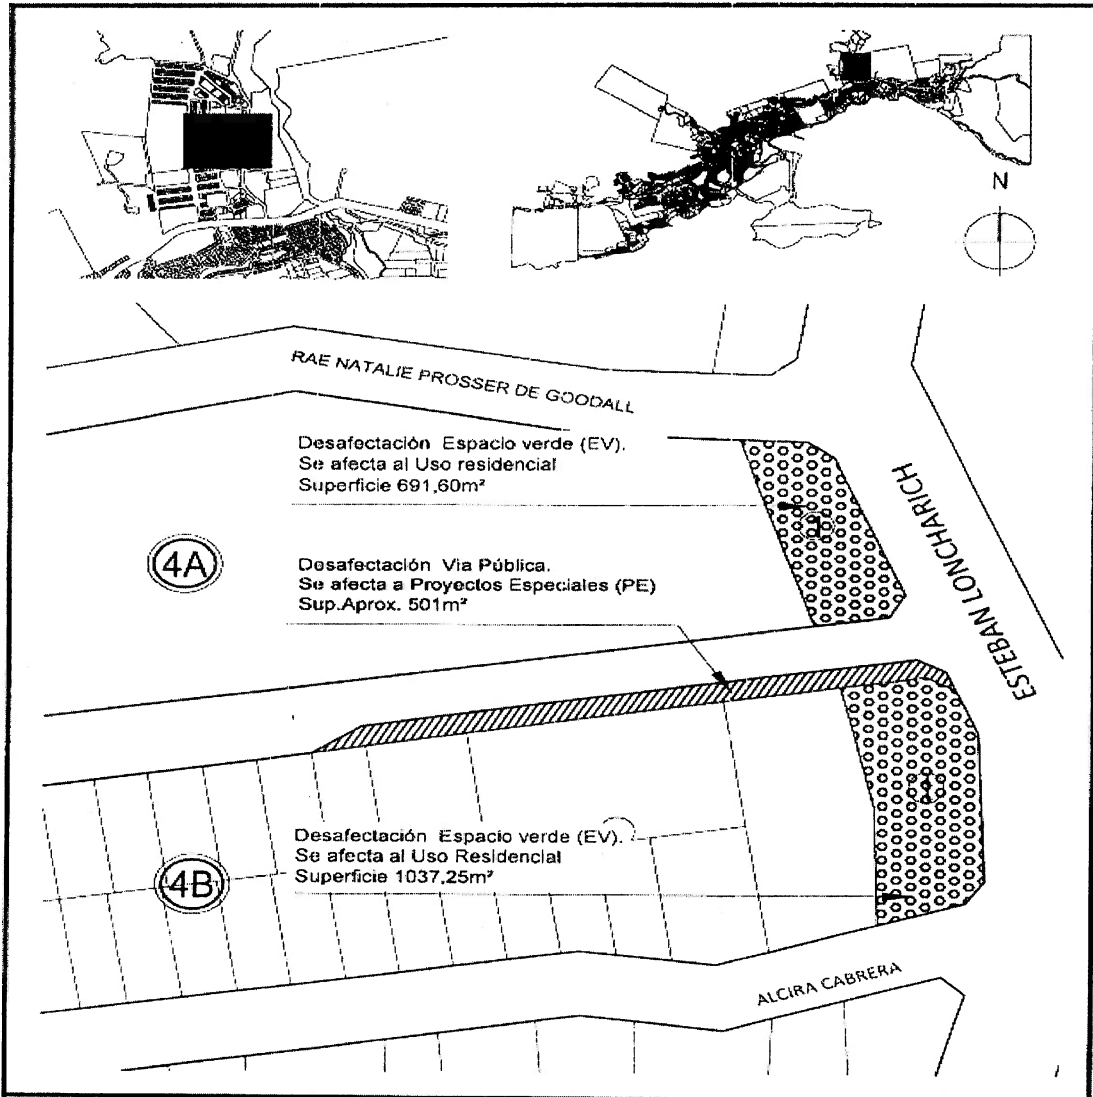 N
RAE NATALIE PROSSER DE GOODALL
Desafectación Espacio verde (EV).
Se afecta al Uso residencial
Superficie 691,60m²
1
ESTEBAN LONCHARICH
4A
Desafectación Via Pública.
Se afecta a Proyectos Especiales (PE)
Sup.Aprox. 501m²
1
Desafectación Espacio verde (EV).
Se afecta al Uso Residencial
Superficie 1037,25m²
4B
ALCIRA CABRERA